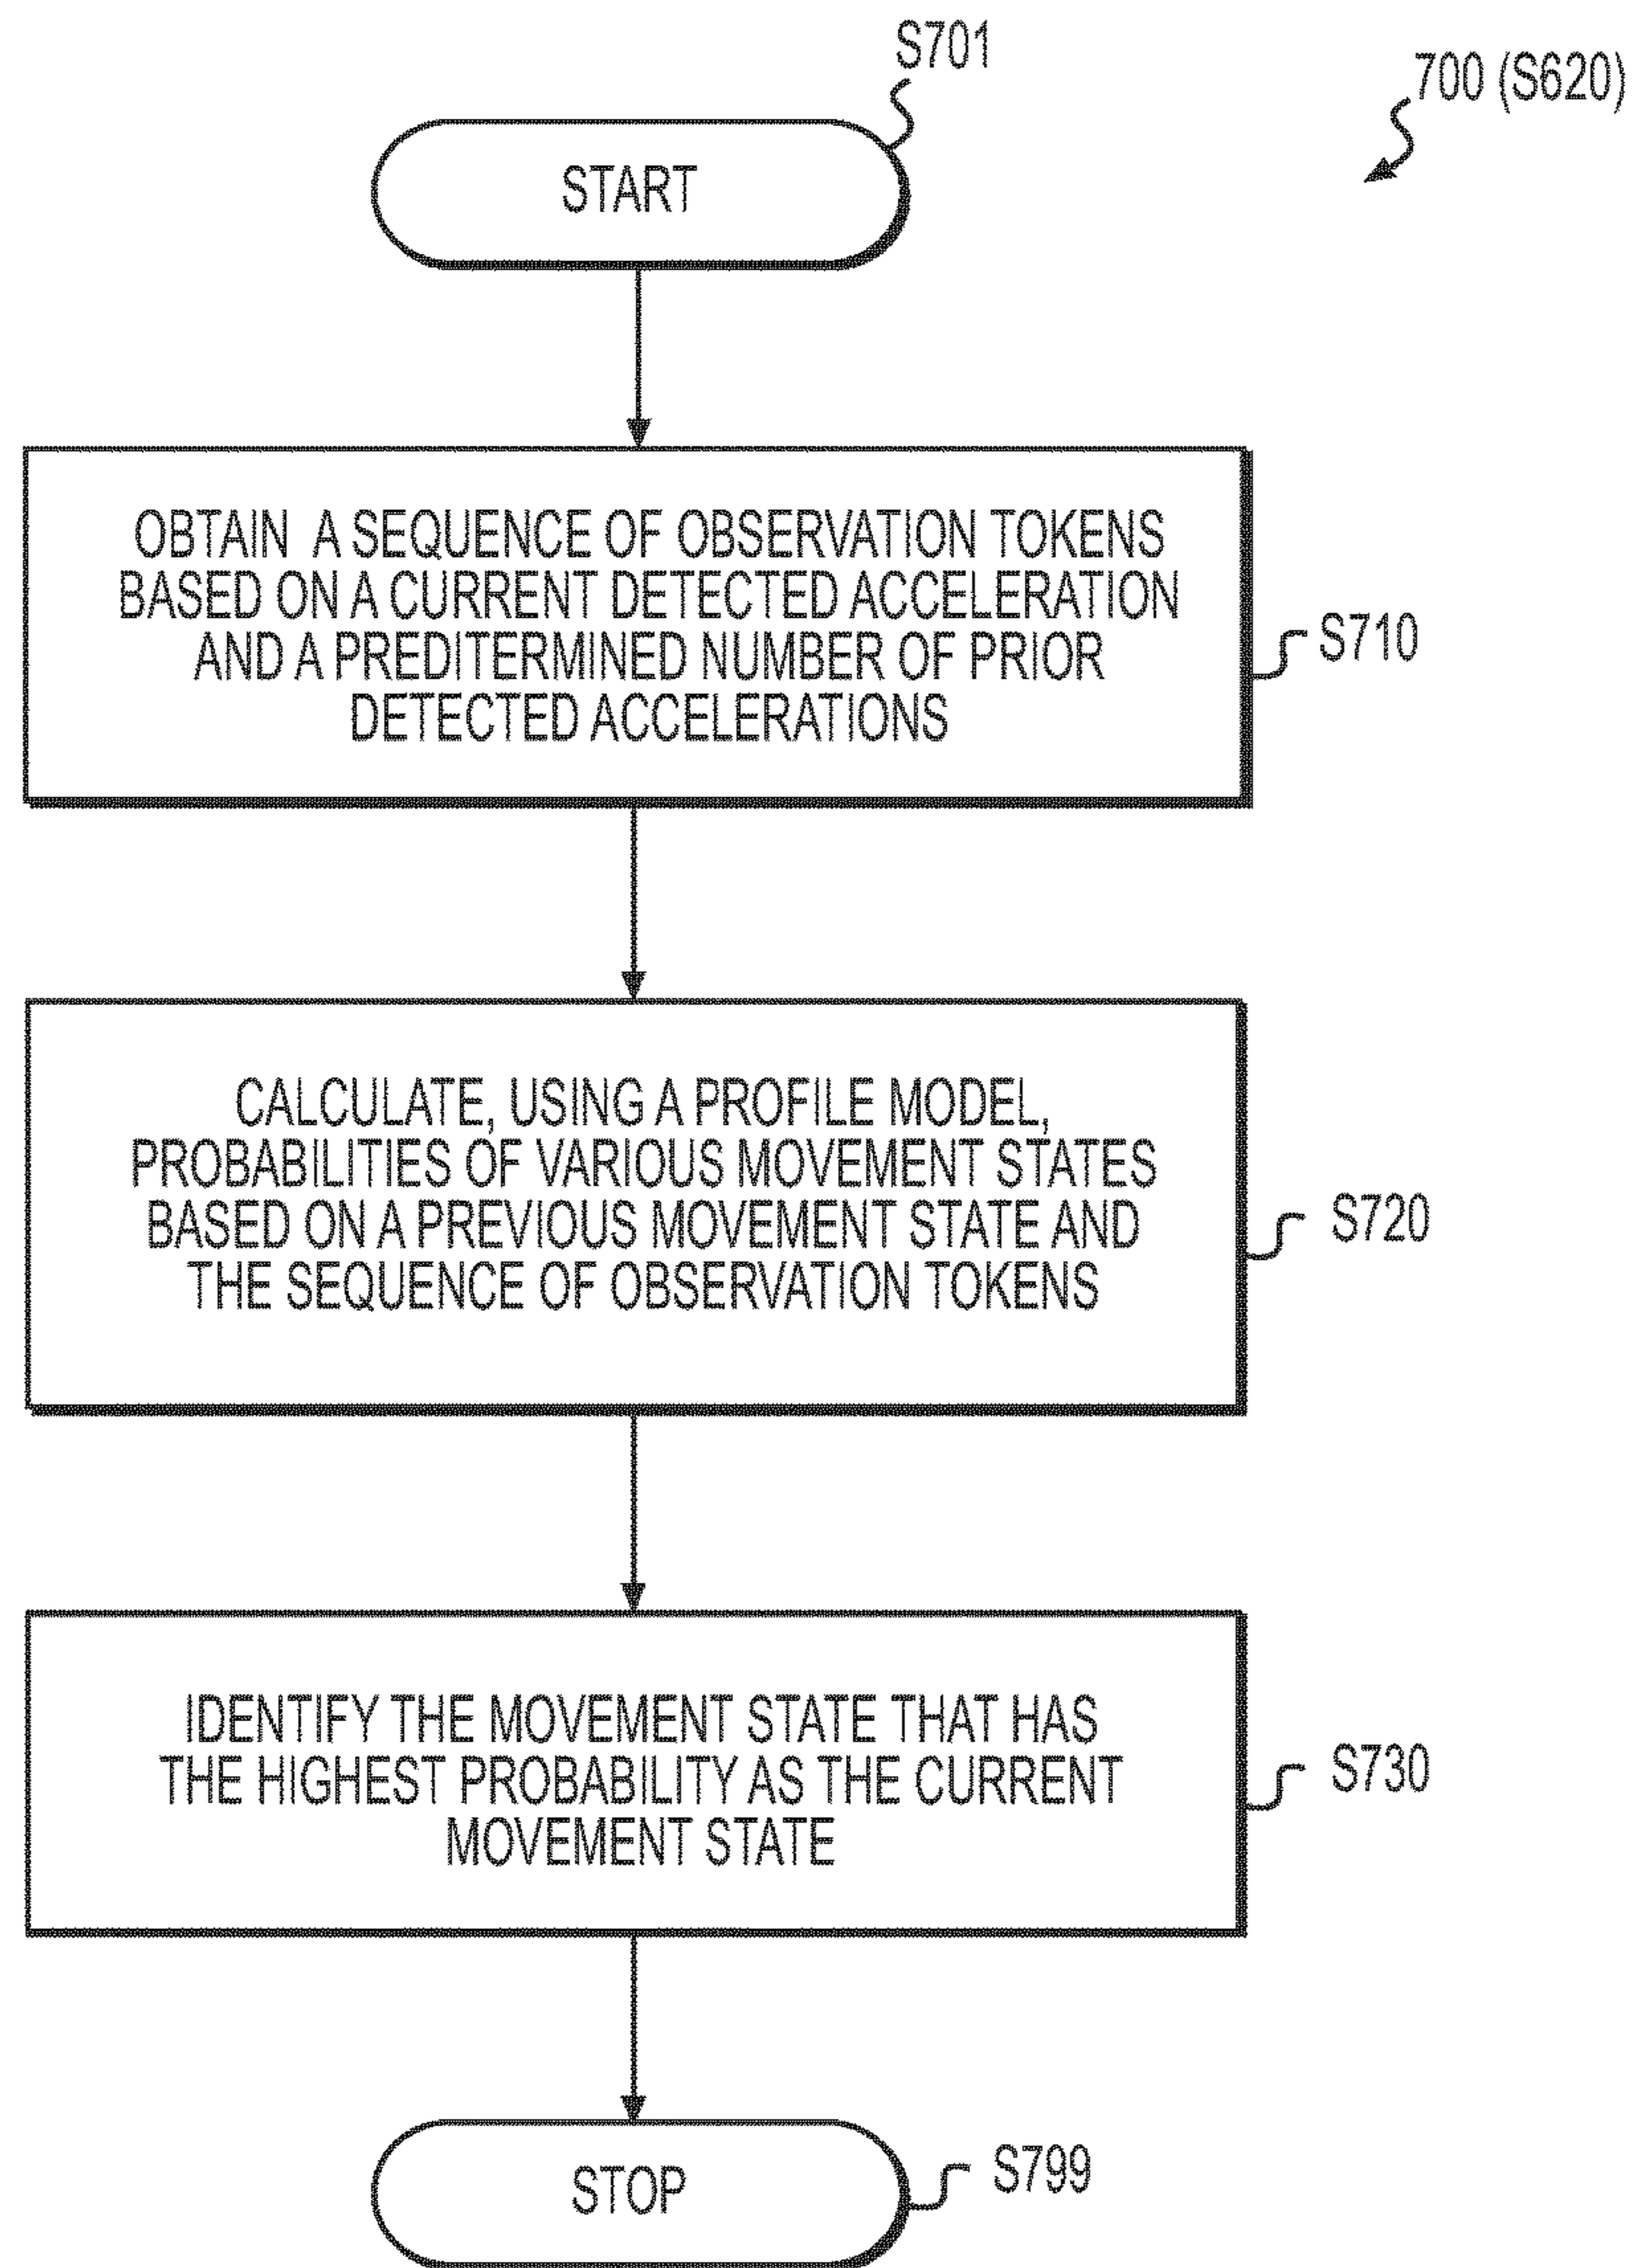 S701
700 (S620)
START
OBTAIN A SEQUENCE OF OBSERVATION TOKENS
BASED ON A CURRENT DETECTED ACCELERATION
AND A PREDITERMINED NUMBER OF PRIOR
DETECTED ACCELERATIONS
S710
CALCULATE, USING A PROFILE MODEL,
PROBABILITIES OF VARIOUS MOVEMENT STATES
BASED ON A PREVIOUS MOVEMENT STATE AND
THE SEQUENCE OF OBSERVATION TOKENS
S720
IDENTIFY THE MOVEMENT STATE THAT HAS
THE HIGHEST PROBABILITY AS THE CURRENT
MOVEMENT STATE
S730
STOP
S799